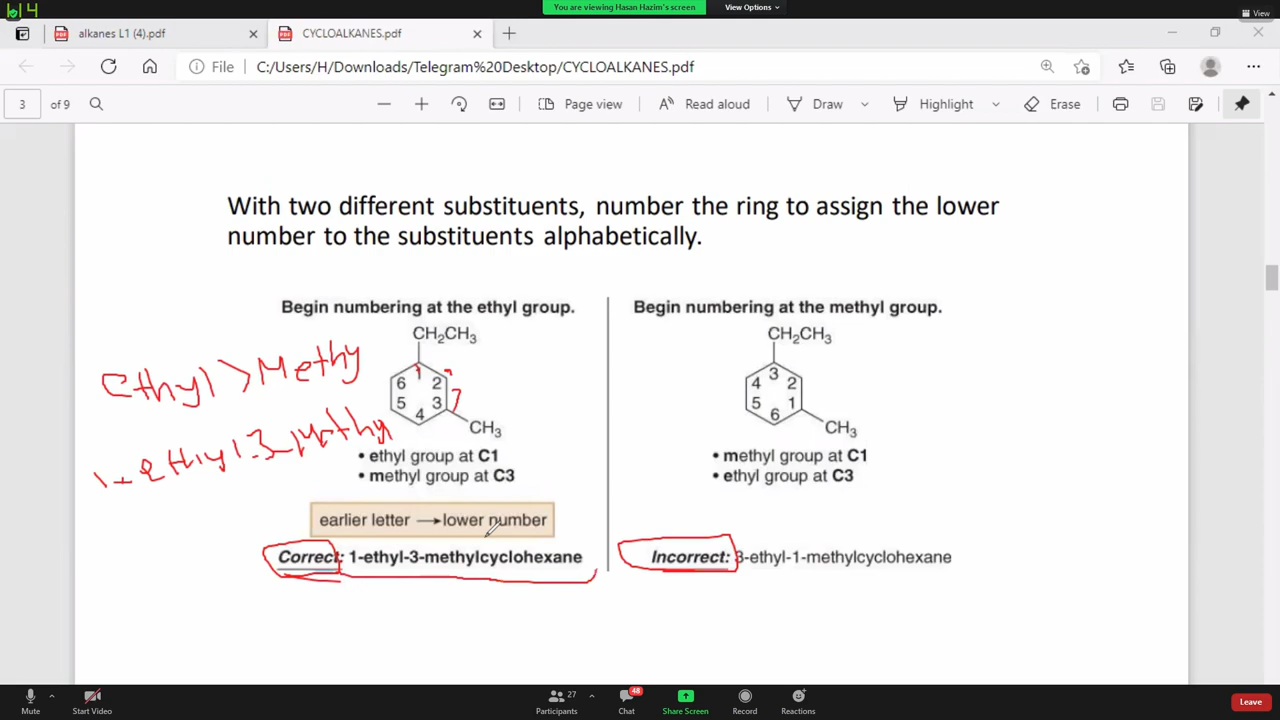 You are viewing Hasan Hazim's screen
View Options
View
alkanes L1 (4).pdf
CYCLOALKANES.pdf
File
C:/Users/H/Downloads/Telegram%20Desktop/CYCLOALKANES.pdf
3
of 9
Page view
Read aloud
Draw
Highlight
Erase
With two different substituents, number the ring to assign the lower
number to the substituents alphabetically.
Begin numbering at the ethyl group.
CH₂CH₃
1
6 2
5 3
4
CH₃
• ethyl group at C1
• methyl group at C3
earlier letter → lower number
Correct: 1-ethyl-3-methylcyclohexane
Ethyl > Methy
1-ethyl-3-Methy
Begin numbering at the methyl group.
CH₂CH₃
3
4 2
5 1
6
CH₃
• methyl group at C1
• ethyl group at C3
Incorrect: 3-ethyl-1-methylcyclohexane
Mute
Start Video
27
Participants
48
Chat
Share Screen
Record
Reactions
Leave